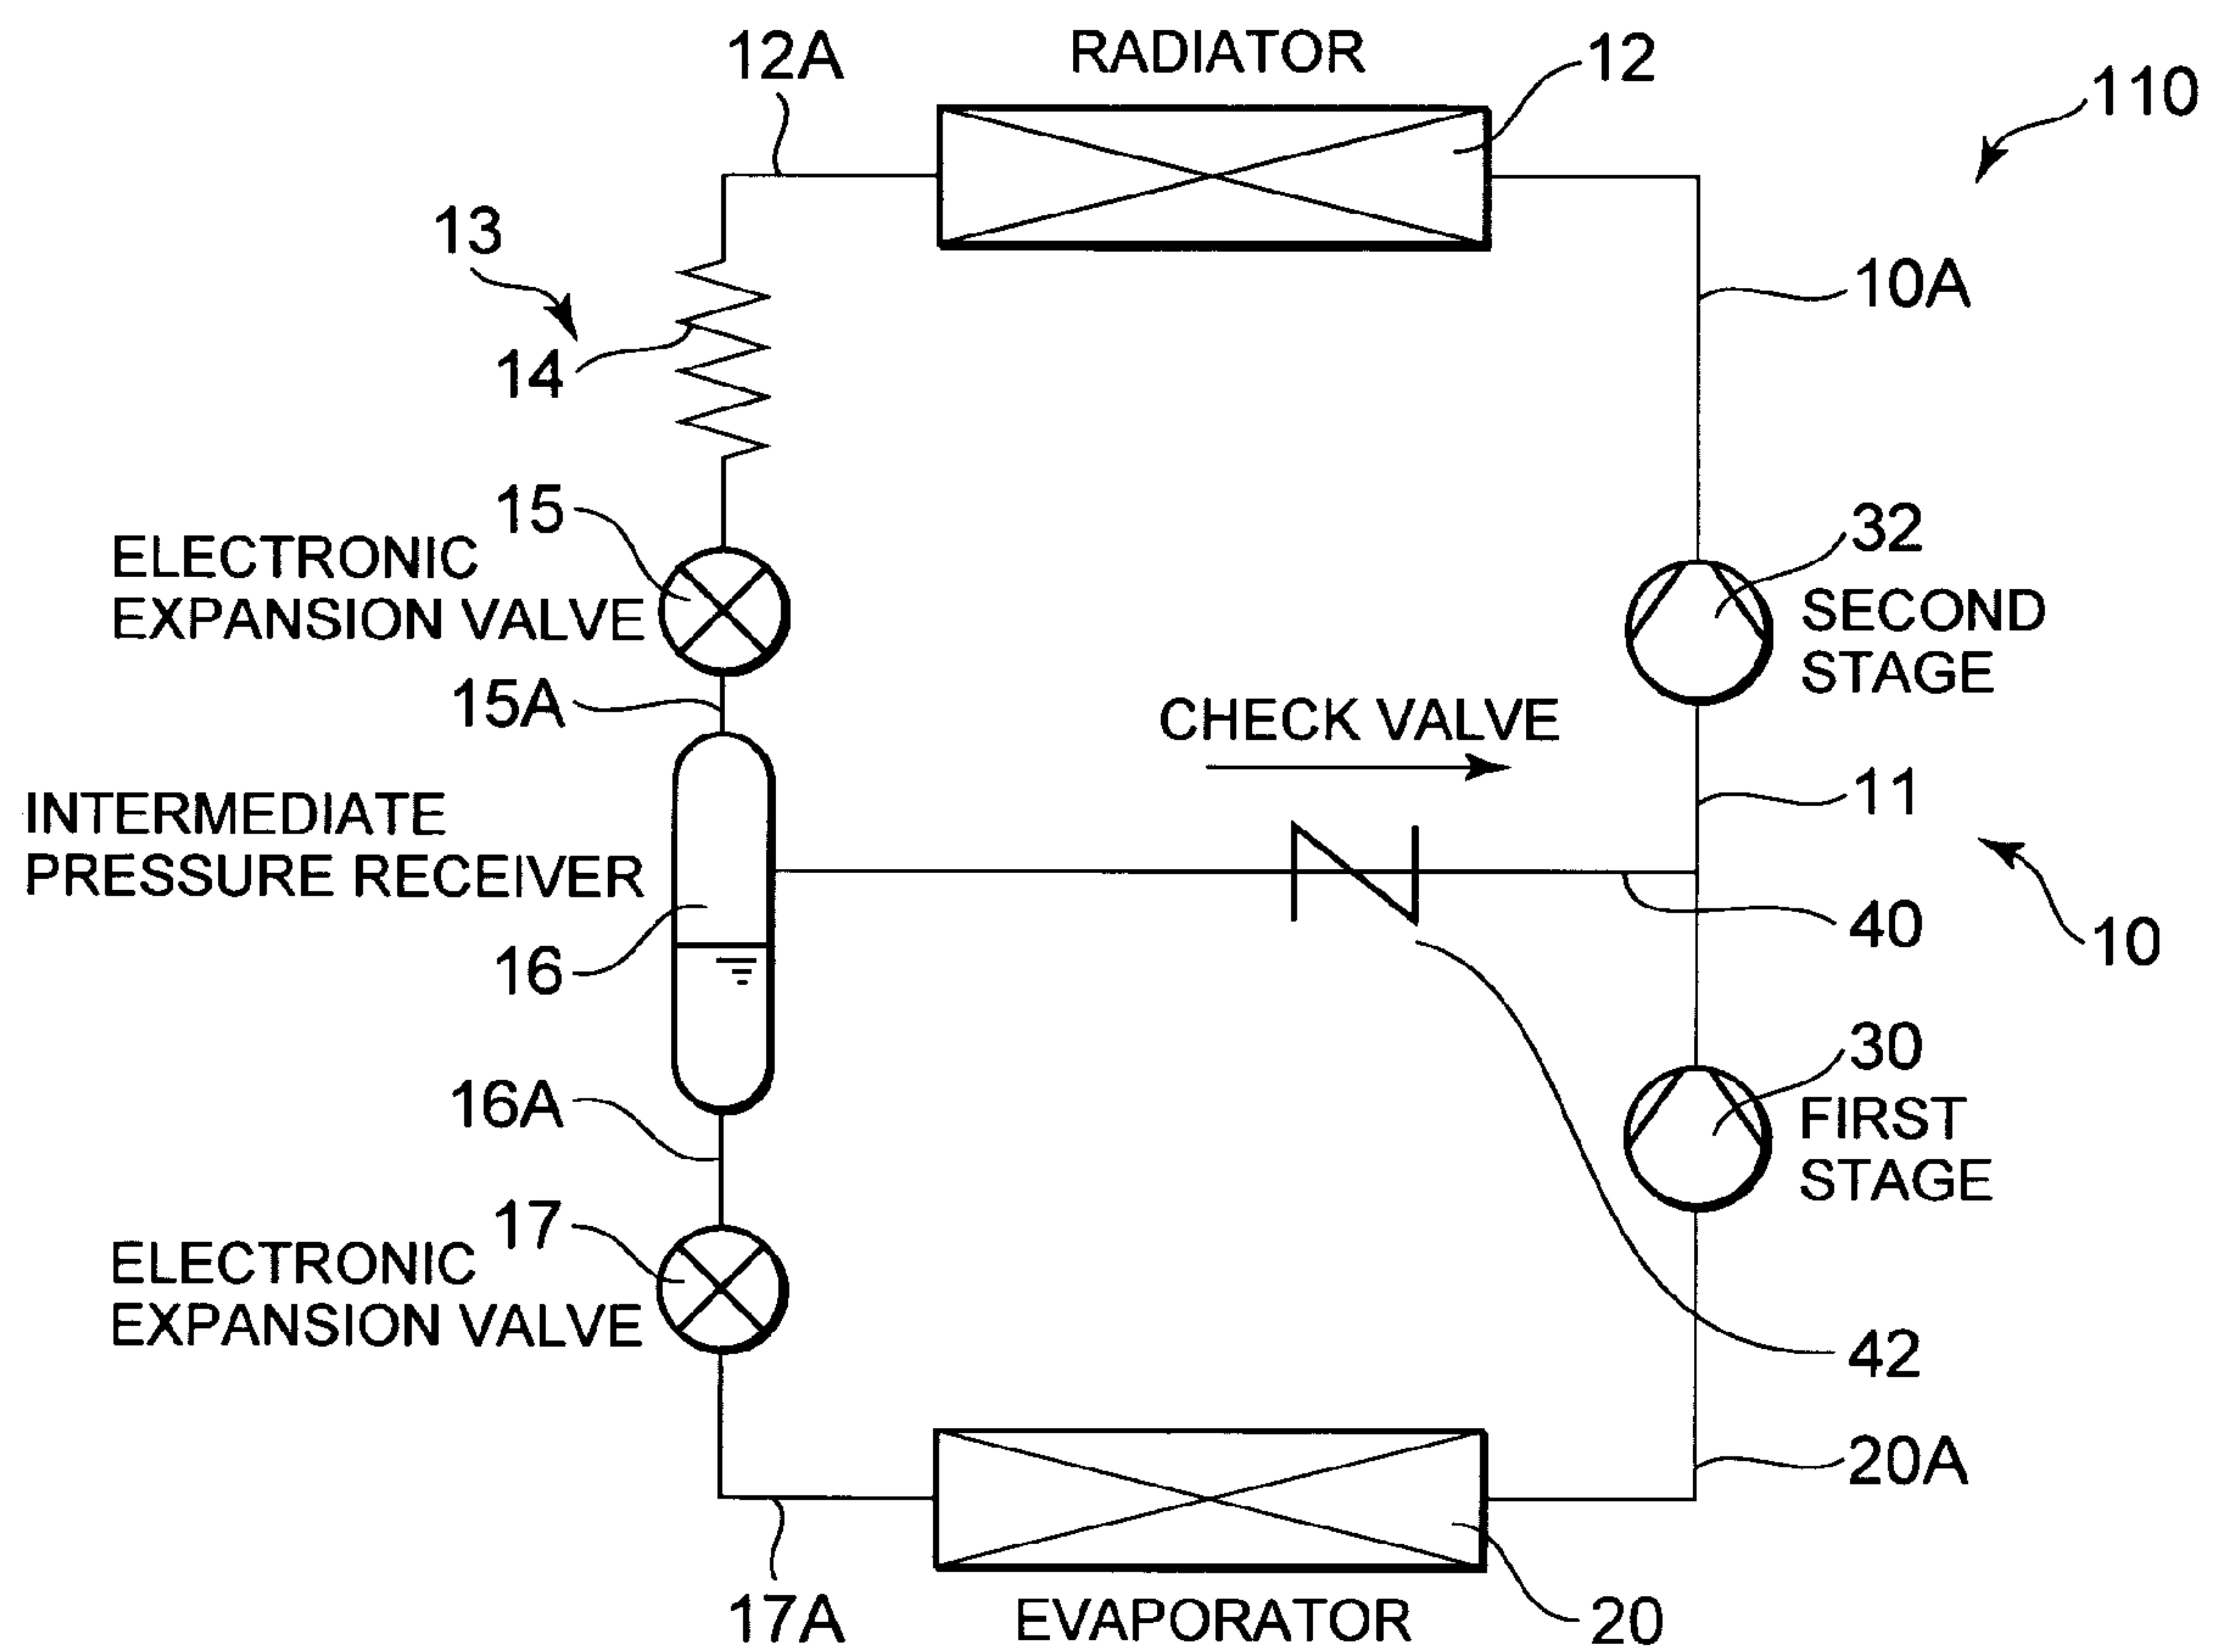 12A
RADIATOR
12
110
13
10A
14
15
ELECTRONIC
EXPANSION VALVE
32
SECOND
STAGE
15A
CHECK VALVE
11
INTERMEDIATE
PRESSURE RECEIVER
16
40
10
30
FIRST
STAGE
16A
17
ELECTRONIC
EXPANSION VALVE
42
20A
17A
EVAPORATOR
20